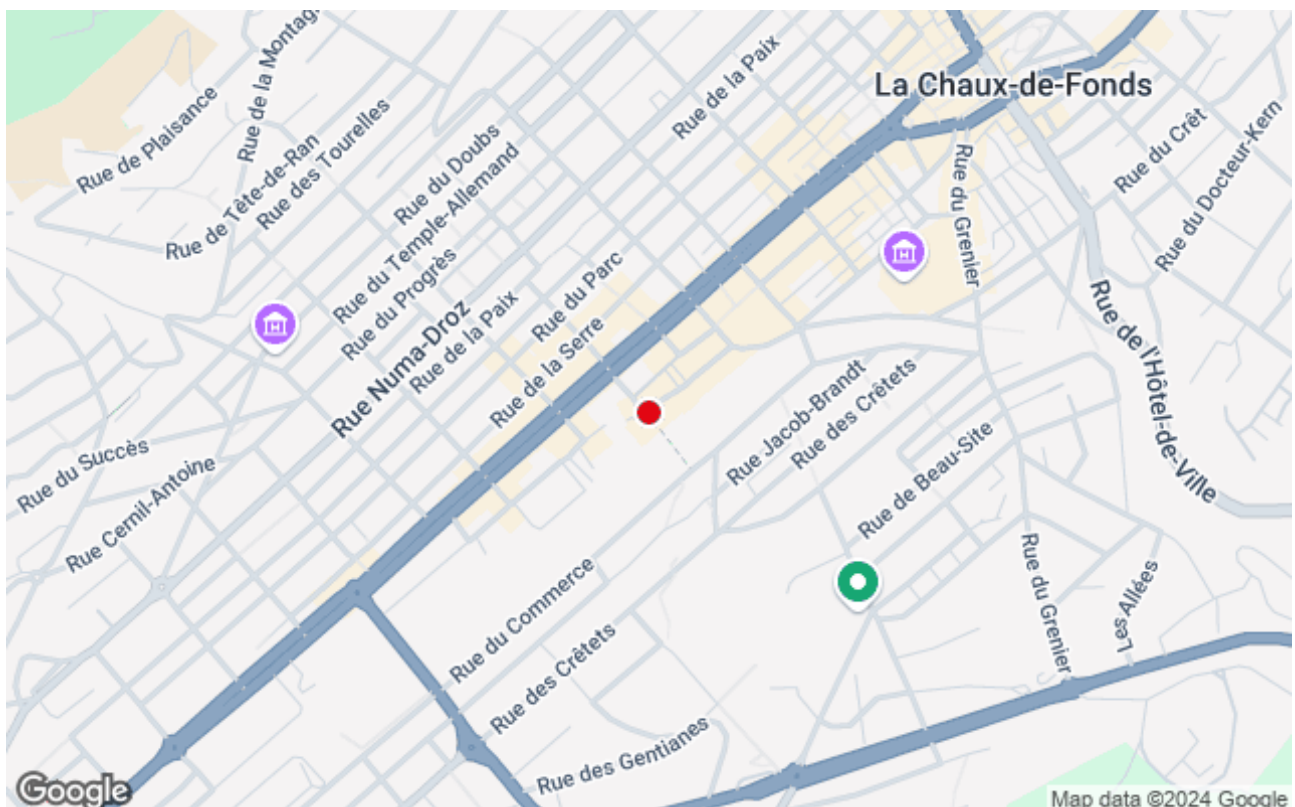 Rue de la Montag
Rue de Plaisance
Rue de Tête-de-Ran
Rue des Tourelles
Rue du Doubs
Rue du Temple-Allemand
Rue du Progrès
Rue de la Paix
La Chaux-de-Fonds
Rue du Crêt
Rue du Docteur-Kern
Rue du Grenier
Rue du Parc
Rue de la Paix
Rue Numa-Droz
Rue de la Serre
Rue de l'Hôtel-de-Ville
Rue Jacob-Brandt
Rue des Crêtets
Rue de Beau-Site
Rue du Succès
Rue Cernil-Antoine
Rue du Commerce
Rue des Crêtets
Rue du Grenier
Les Allées
Rue des Gentianes
H
H
Google
Map data ©2024 Google